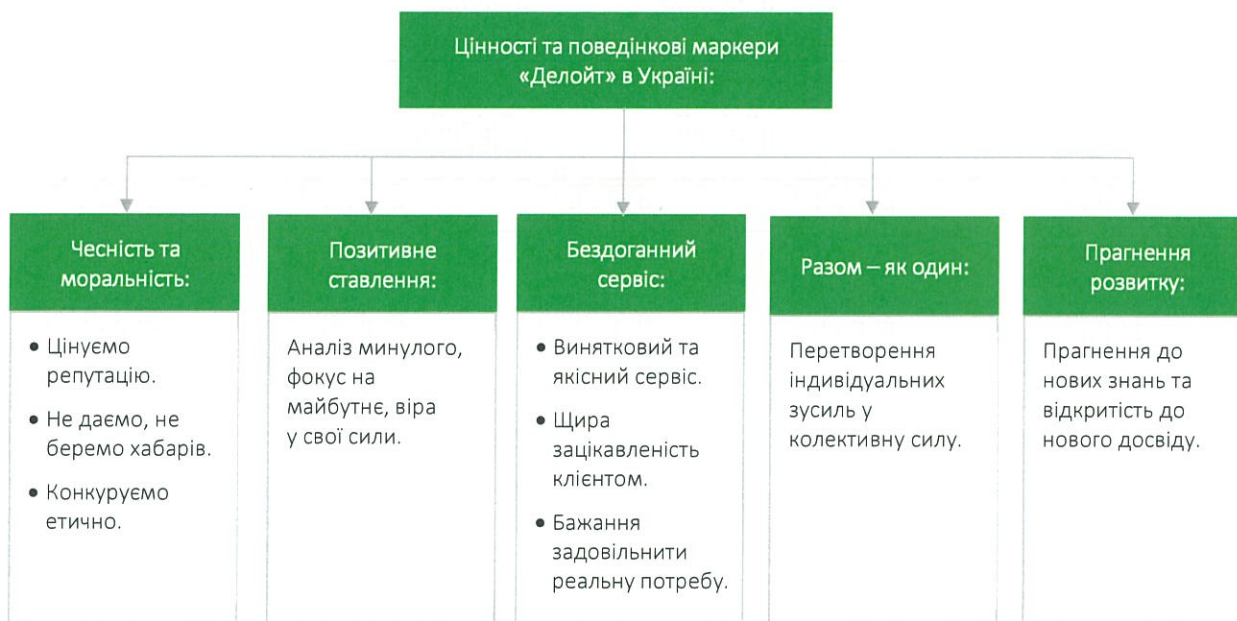 Цінності та поведінкові маркери
«Делойт» в Україні:
Чесність та
моральність:
• Цінуємо
репутацію.
• Не даємо, не
беремо хабарів.
• Конкуруємо
етично.
Позитивне
ставлення:
Аналіз минулого,
фокус на
майбутнє, віра
у свої сили.
Бездоганний
сервіс:
• Винятковий та
якісний сервіс.
• Щира
зацікавленість
клієнтом.
• Бажання
задовільнити
реальну потребу.
Разом – як один:
Перетворення
індивідуальних
зусиль у
колективну силу.
Прагнення
розвитку:
Прагнення до
нових знань та
відкритість до
нового досвіду.